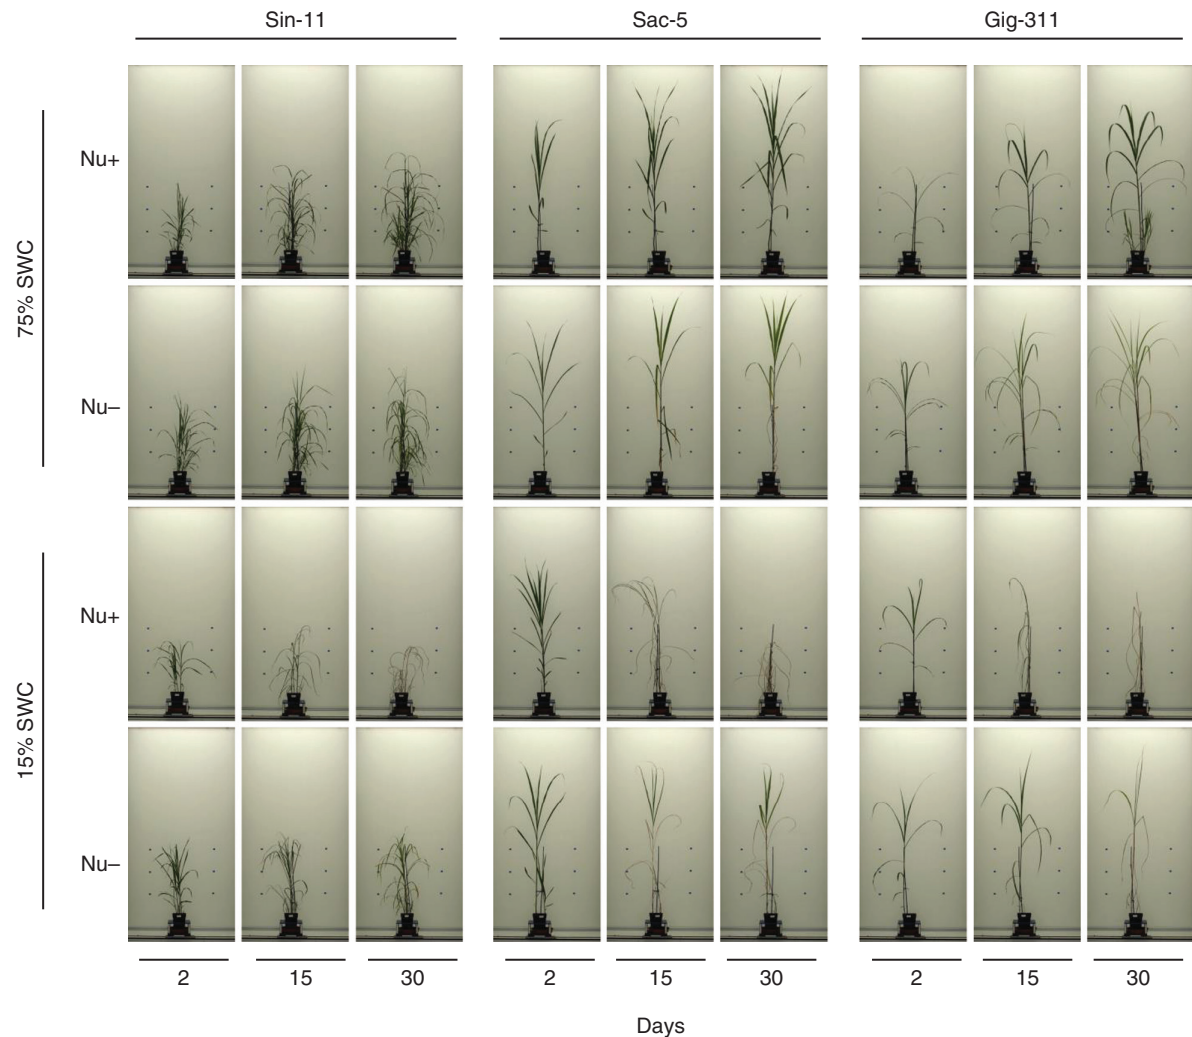 Sin-11
Sac-5
Gig-311
75% SWC
Nu+
Nu–
15% SWC
Nu+
Nu–
2
15
30
2
15
30
2
15
30
Days